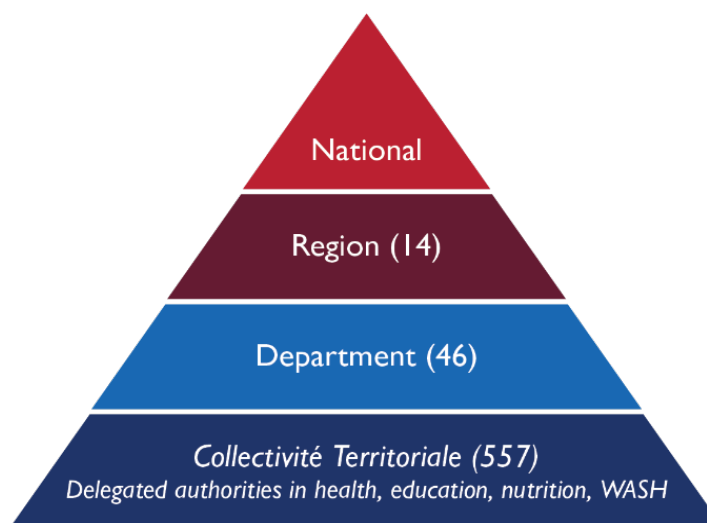 National
Region (14)
Department (46)
Collectivité Territoriale (557)
Delegated authorities in health, education, nutrition, WASH